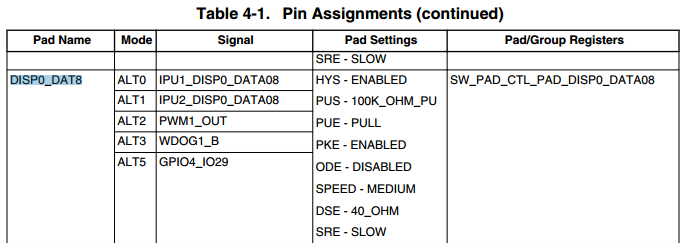 Table 4-1. Pin Assignments (continued)
Pad Name Mode Signal Pad Settings Pad/Group Registers
SRE - SLOW
DISP0_DAT8 ALT0 IPU1_DISP0_DATA08 HYS - ENABLED SW_PAD_CTL_PAD_DISP0_DATA08
ALT1 IPU2_DISP0_DATA08 PUS - 100K_OHM_PU
ALT2 PWM1_OUT PUE - PULL
ALT3 WDOG1_B PKE - ENABLED
ALT5 GPIO4_IO29 ODE - DISABLED
SPEED - MEDIUM
DSE - 40_OHM
SRE - SLOW